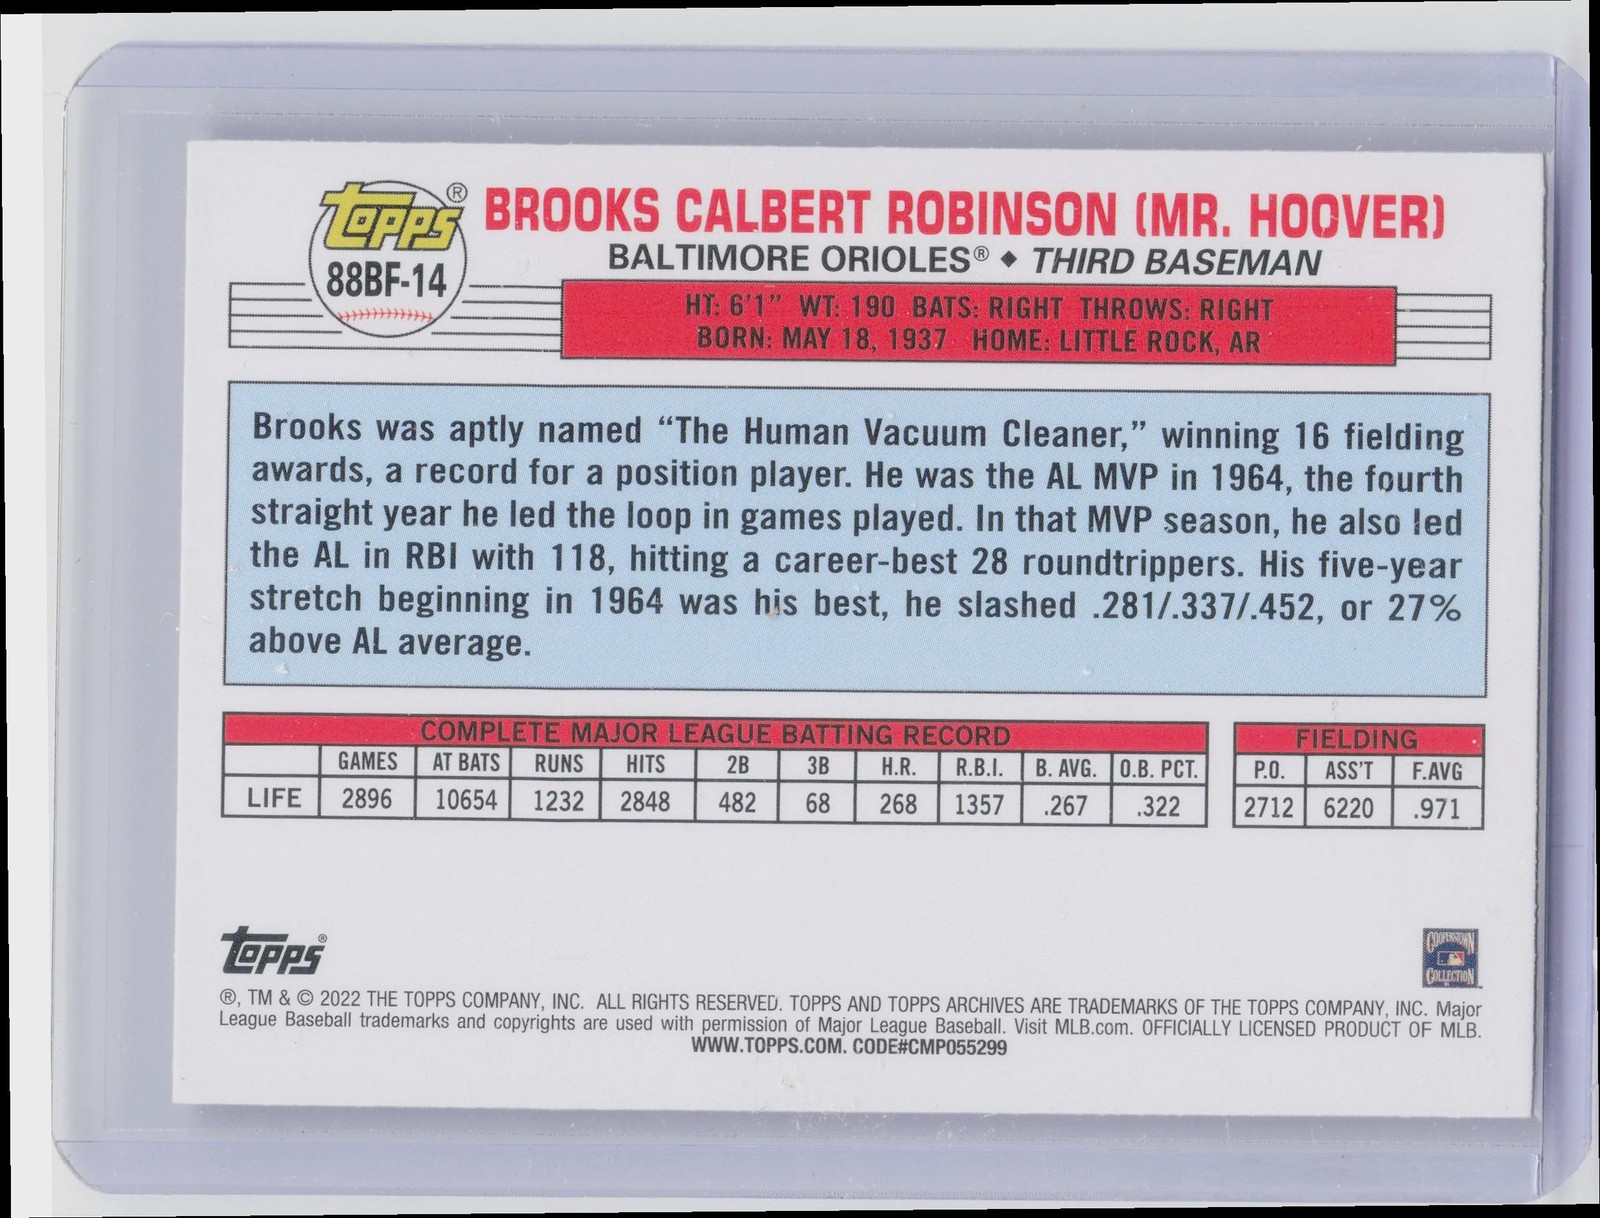 Topps®
88BF-14
BROOKS CALBERT ROBINSON (MR. HOOVER)
BALTIMORE ORIOLES® ◆ THIRD BASEMAN
HT: 6'1" WT: 190 BATS: RIGHT THROWS: RIGHT
BORN: MAY 18, 1937 HOME: LITTLE ROCK, AR
Brooks was aptly named “The Human Vacuum Cleaner,” winning 16 fielding
awards, a record for a position player. He was the AL MVP in 1964, the fourth
straight year he led the loop in games played. In that MVP season, he also led
the AL in RBI with 118, hitting a career-best 28 roundtrippers. His five-year
stretch beginning in 1964 was his best, he slashed .281/.337/.452, or 27%
above AL average.
COMPLETE MAJOR LEAGUE BATTING RECORD
GAMES AT BATS RUNS HITS 2B 3B H.R. R.B.I. B. AVG. O.B. PCT.
LIFE 2896 10654 1232 2848 482 68 268 1357 .267 .322
FIELDING
P.O. ASS'T F.AVG
2712 6220 .971
Topps®
COOPERSTOWN
COLLECTION
®, TM & © 2022 THE TOPPS COMPANY, INC. ALL RIGHTS RESERVED. TOPPS AND TOPPS ARCHIVES ARE TRADEMARKS OF THE TOPPS COMPANY, INC. Major
League Baseball trademarks and copyrights are used with permission of Major League Baseball. Visit MLB.com. OFFICIALLY LICENSED PRODUCT OF MLB.
WWW.TOPPS.COM. CODE#CMP055299